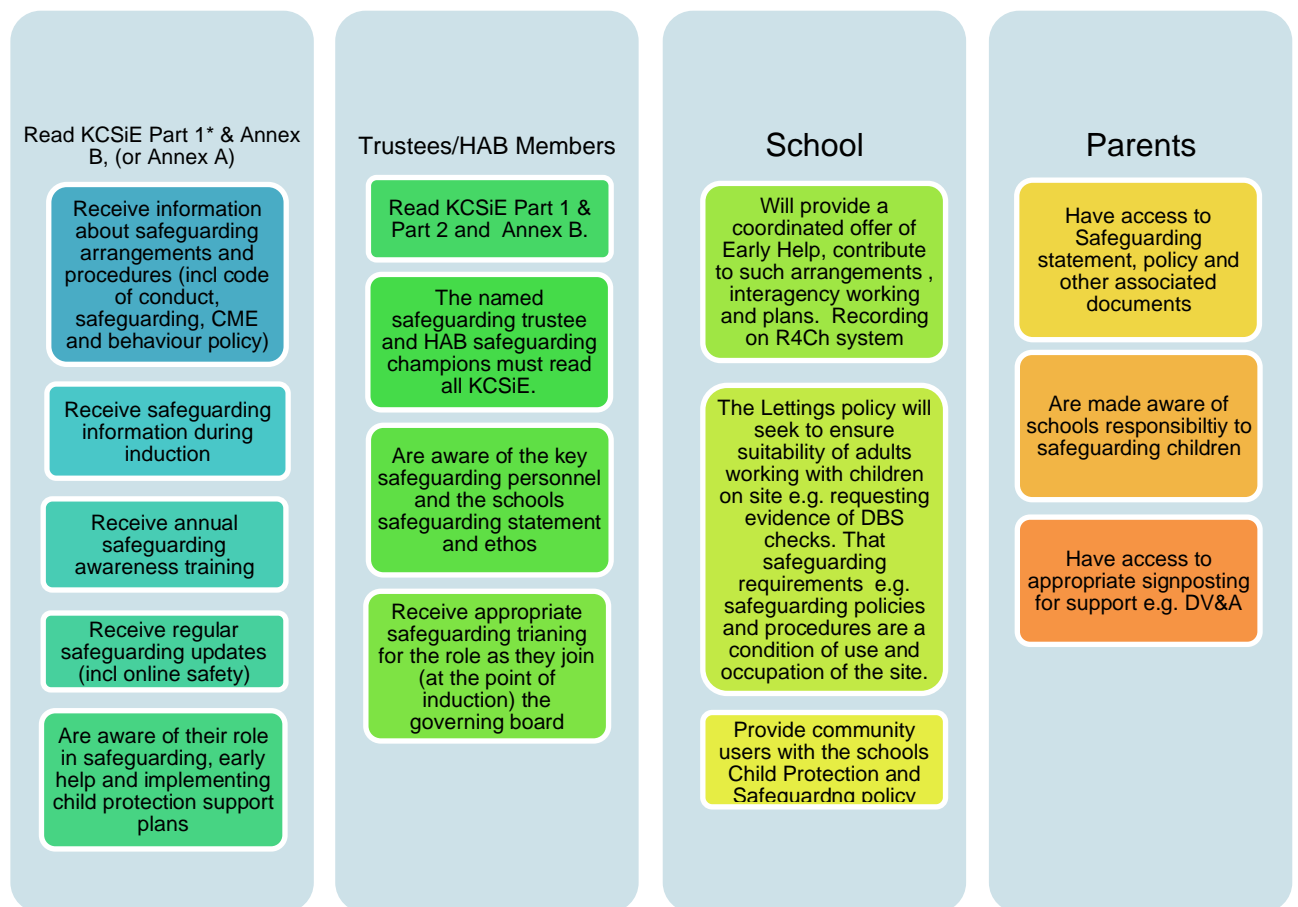 Read KCSiE Part 1* & Annex
B, (or Annex A)
Receive information
about safeguarding
arrangements and
procedures (incl code
of conduct,
safeguarding, CME
and behaviour policy)
Receive safeguarding
information during
induction
Receive annual
safeguarding
awareness training
Receive regular
safeguarding updates
(incl online safety)
Are aware of their role
in safeguarding, early
help and implementing
child protection support
plans
Trustees/HAB Members
Read KCSiE Part 1 &
Part 2 and Annex B.
The named
safeguarding trustee
and HAB safeguarding
champions must read
all KCSiE.
Are aware of the key
safeguarding personnel
and the schools
safeguarding statement
and ethos
Receive appropriate
safeguarding trianing
for the role as they join
(at the point of
induction) the
governing board
School
Will provide a
coordinated offer of
Early Help, contribute
to such arrangements ,
interagency working
and plans. Recording
on R4Ch system
The Lettings policy will
seek to ensure
suitability of adults
working with children
on site e.g. requesting
evidence of DBS
checks. That
safeguarding
requirements e.g.
safeguarding policies
and procedures are a
condition of use and
occupation of the site.
Provide community
users with the schools
Child Protection and
Safeguardng policy
Parents
Have access to
Safeguarding
statement, policy and
other associated
documents
Are made aware of
schools responsibiltiy to
safeguarding children
Have access to
appropriate signposting
for support e.g. DV&A